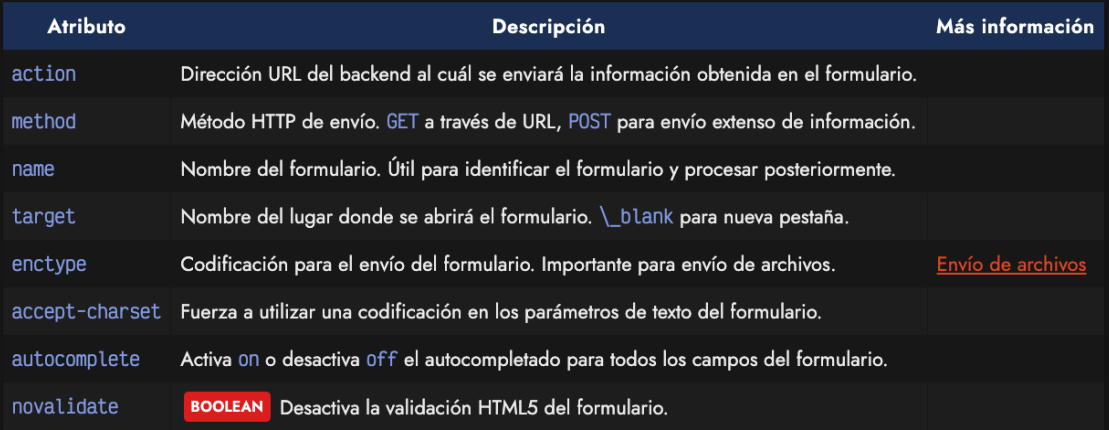 Atributo Descripción Más información
action Dirección URL del backend al cuál se enviará la información obtenida en el formulario.
method Método HTTP de envío. GET a través de URL, POST para envío extenso de información.
name Nombre del formulario. Útil para identificar el formulario y procesar posteriormente.
target Nombre del lugar donde se abrirá el formulario. \_blank para nueva pestaña.
enctype Codificación para el envío del formulario. Importante para envío de archivos. Envío de archivos
accept-charset Fuerza a utilizar una codificación en los parámetros de texto del formulario.
autocomplete Activa on o desactiva off el autocompletado para todos los campos del formulario.
novalidate BOOLEAN Desactiva la validación HTML5 del formulario.